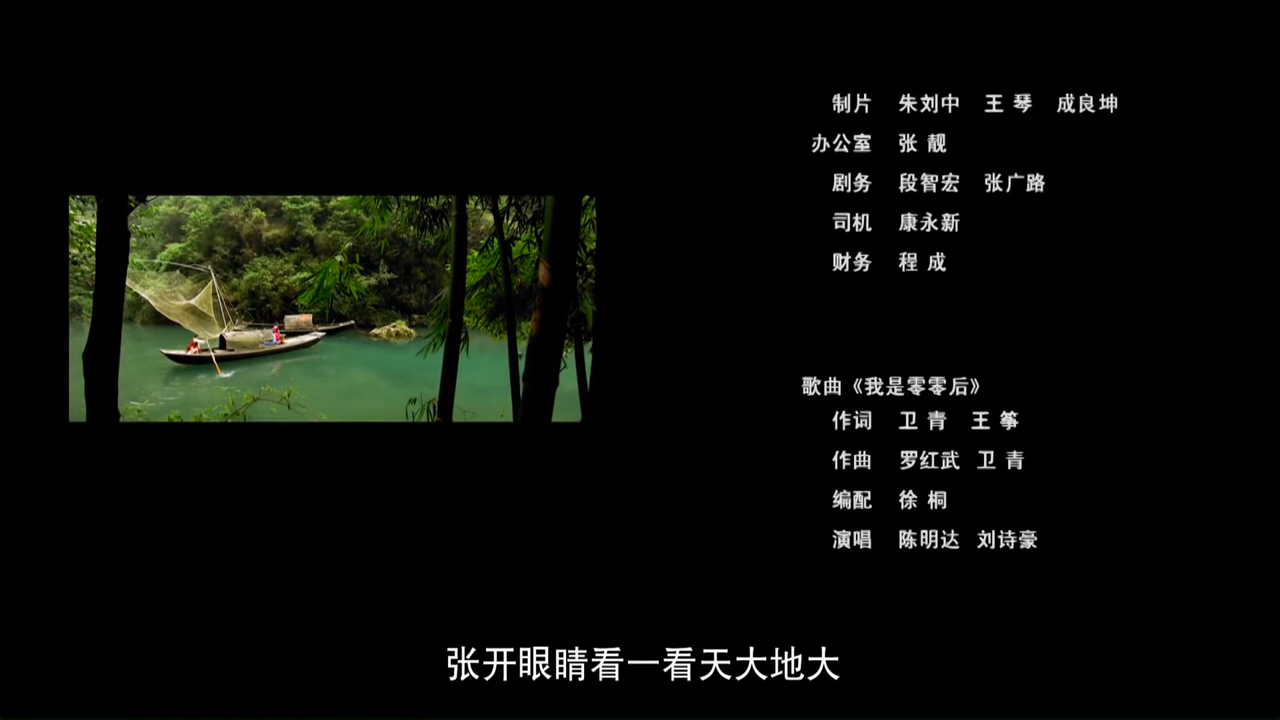 制片 朱刘中 王 琴 成良坤
办公室 张 靓
剧务 段智宏 张广路
司机 康永新
财务 程 成
歌曲《我是零零后》
作词 卫 青 王 筝
作曲 罗红武 卫 青
编配 徐 桐
演唱 陈明达 刘诗豪
张开眼睛看一看天大地大